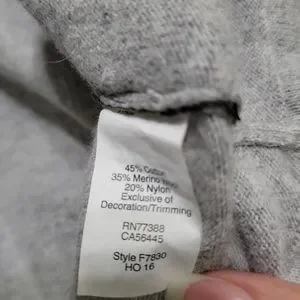 45% Cotton
35% Merino Wool
20% Nylon
Exclusive of
Decoration/Trimming
RN77388
CA56445
Style F7830
HO 16